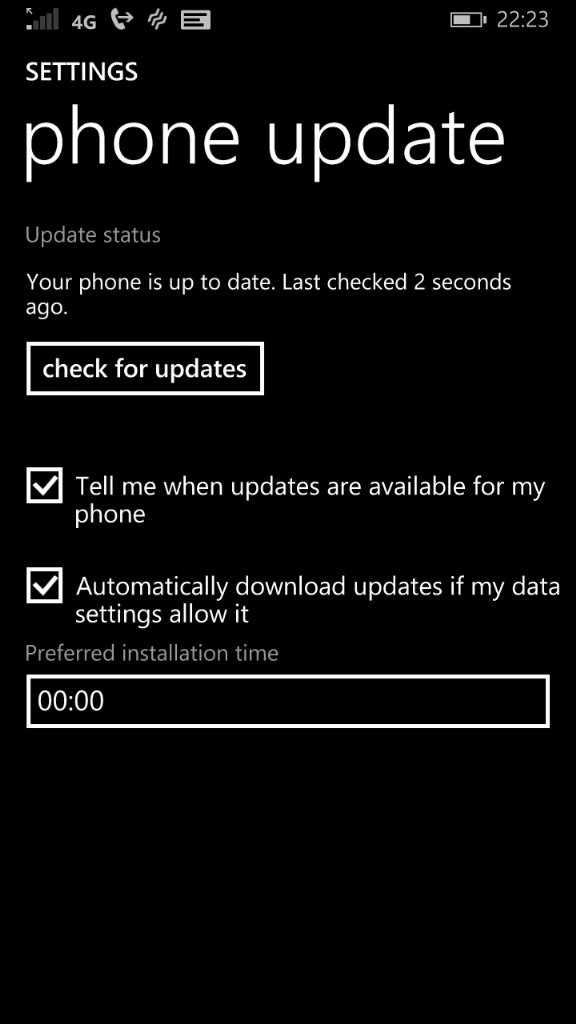 4G 22:23
SETTINGS
phone update
Update status
Your phone is up to date. Last checked 2 seconds
ago.
check for updates
Tell me when updates are available for my
phone
Automatically download updates if my data
settings allow it
Preferred installation time
00:00